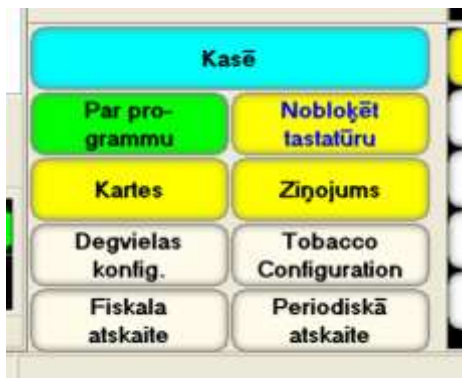 Kasē
Par pro-
grammu
Nobloķēt
tastatūru
Kartes
Ziņojums
Degvielas
konfig.
Tobacco
Configuration
Fiskala
atskaite
Periodiskā
atskaite